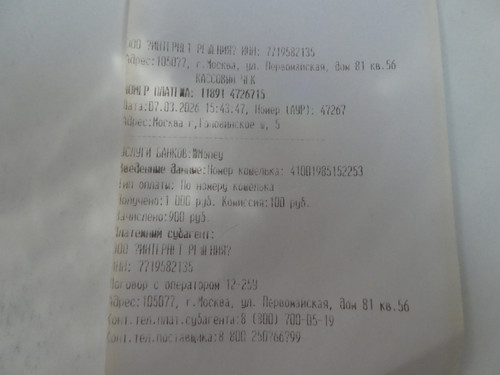 ООО ?ИНТЕРНЕТ РЕШЕНИЯ? ИНН: 7719582135
Адрес:105077, г.Москва, ул. Первомайская, дом 81 кв.56
КАССОВЫЙ ЧЕК
НОМЕР ПЛАТЕЖА: 11891 4726715
Дата:07.03.2026 15:43:47, Номер (АУР): 47267
Адрес:Москва г,Головинское ш, 5
УСЛУГИ БАНКОВ.ЮMoney
Введенные данные:Номер кошелька: 41001985152253
Тип оплаты: По номеру кошелька
Получено:1 000 руб. Комиссия:100 руб.
Зачислено:900 руб.
Платежный субагент:
ООО ?ИНТЕРНЕТ РЕШЕНИЯ?
ИНН: 7719582135
Договор с оператором 12-259
Адрес:105077, г.Москва, ул. Первомайская, дом 81 кв.56
Конт.тел.плат.субагента:8 (800) 700-05-19
Конт.тел.поставщика:8 800 250766799